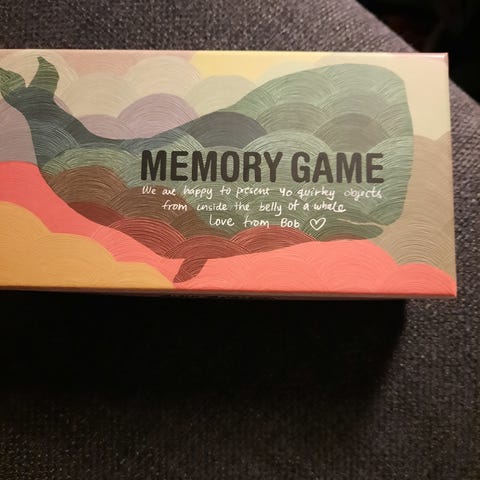 MEMORY GAME
We are happy to present 40 quirky objects
from inside the belly of a whale
Love from Bob ♡